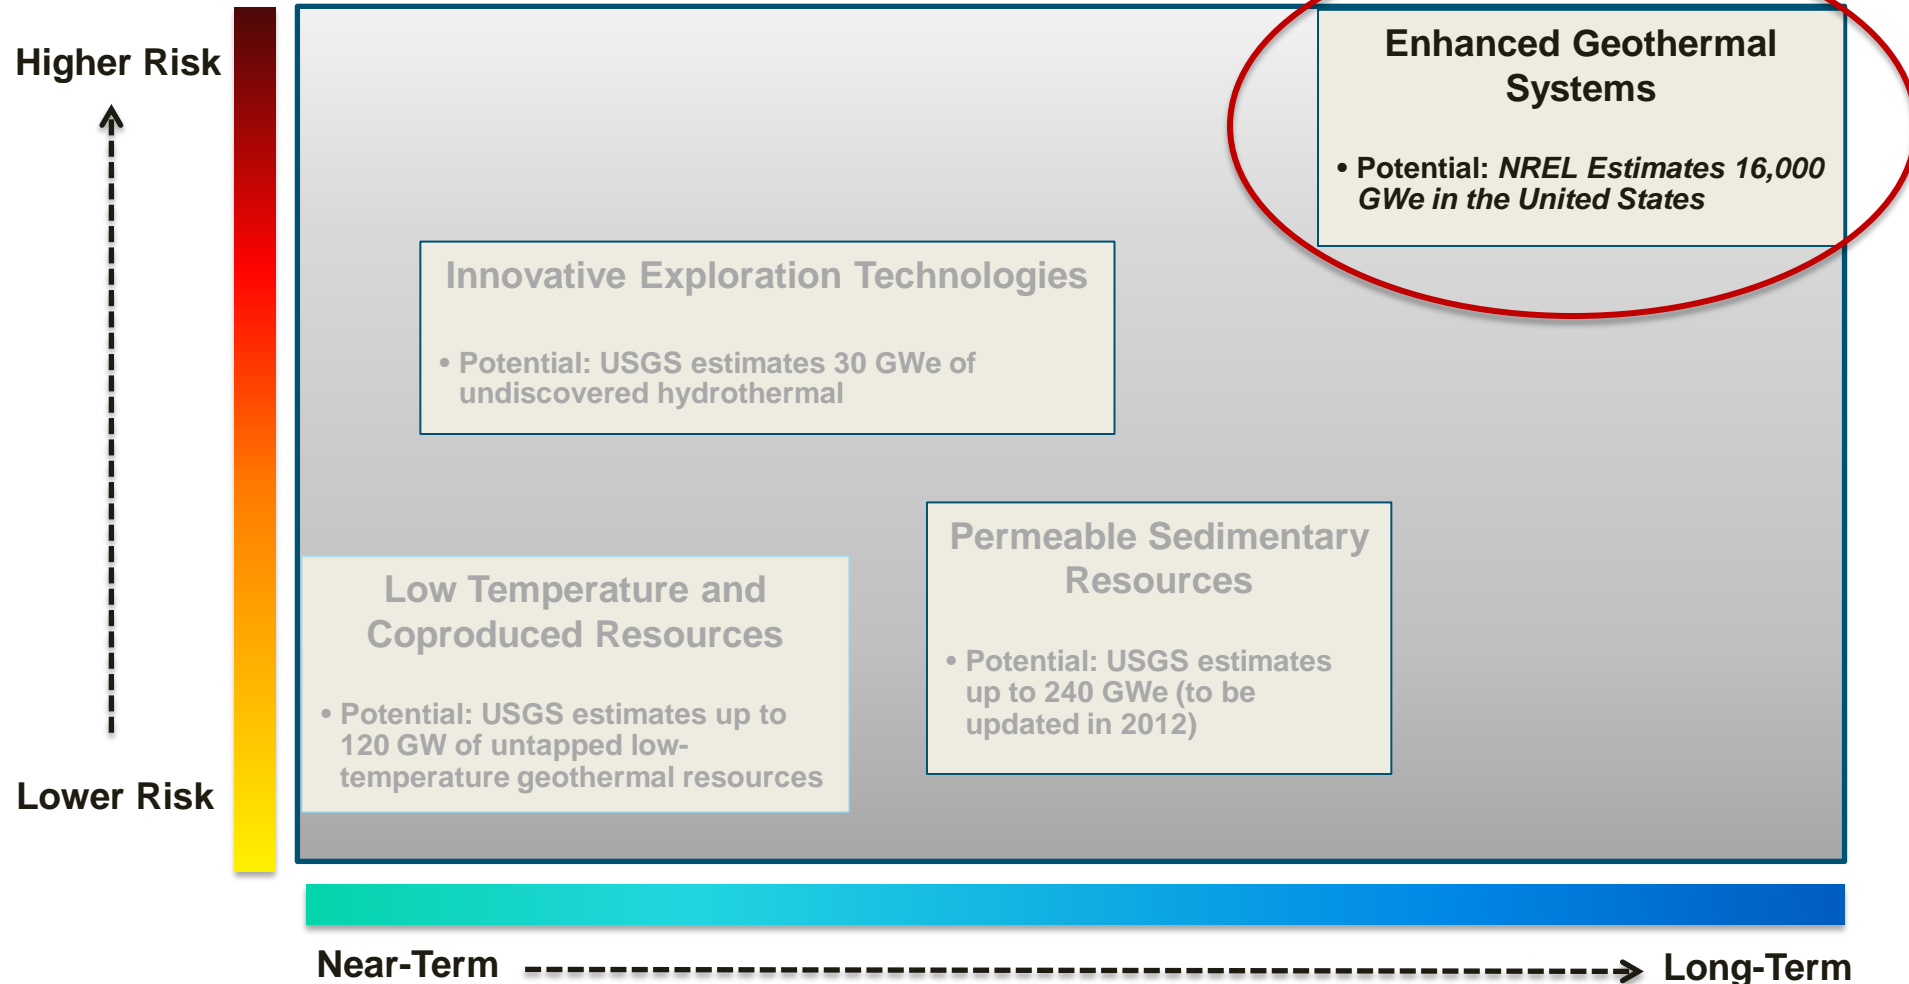 Higher Risk
Enhanced Geothermal
Systems
• Potential: NREL Estimates 16,000
GWe in the United States
Innovative Exploration Technologies
• Potential: USGS estimates 30 GWe of
undiscovered hydrothermal
Permeable Sedimentary
Resources
• Potential: USGS estimates
up to 240 GWe (to be
updated in 2012)
Low Temperature and
Coproduced Resources
• Potential: USGS estimates up to
120 GW of untapped low-
temperature geothermal resources
Lower Risk
Near-Term
Long-Term